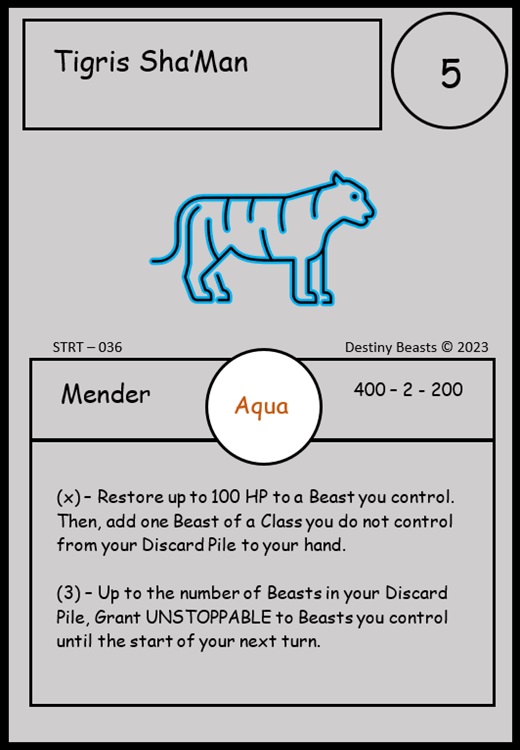 Tigris Sha'Man
5
STRT – 036
Destiny Beasts © 2023
Mender
Aqua
400 – 2 - 200
(x) – Restore up to 100 HP to a Beast you control.
Then, add one Beast of a Class you do not control
from your Discard Pile to your hand.
(3) – Up to the number of Beasts in your Discard
Pile, Grant UNSTOPPABLE to Beasts you control
until the start of your next turn.